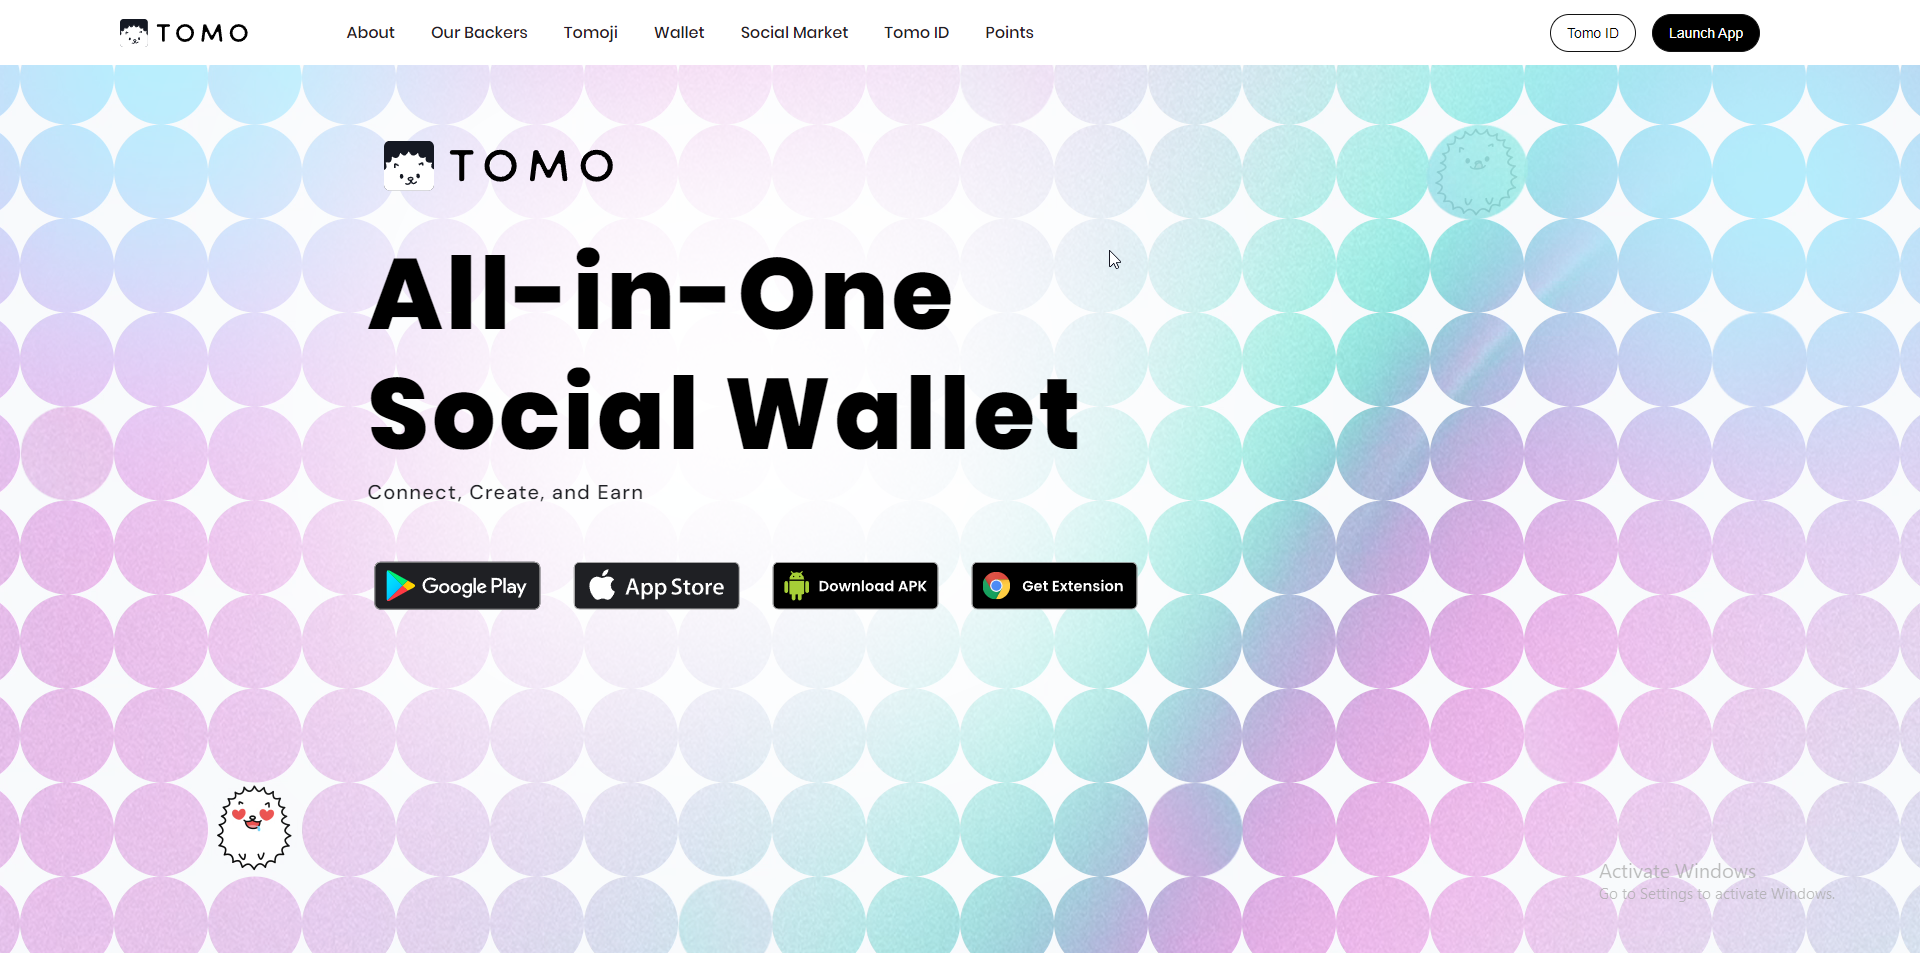 TOMO
About
Our Backers
Tomoji
Wallet
Social Market
Tomo ID
Points
Tomo ID
Launch App
TOMO
All-in-One
Social Wallet
Connect, Create, and Earn
Google Play
App Store
Download APK
Get Extension
Activate Windows
Go to Settings to activate Windows.